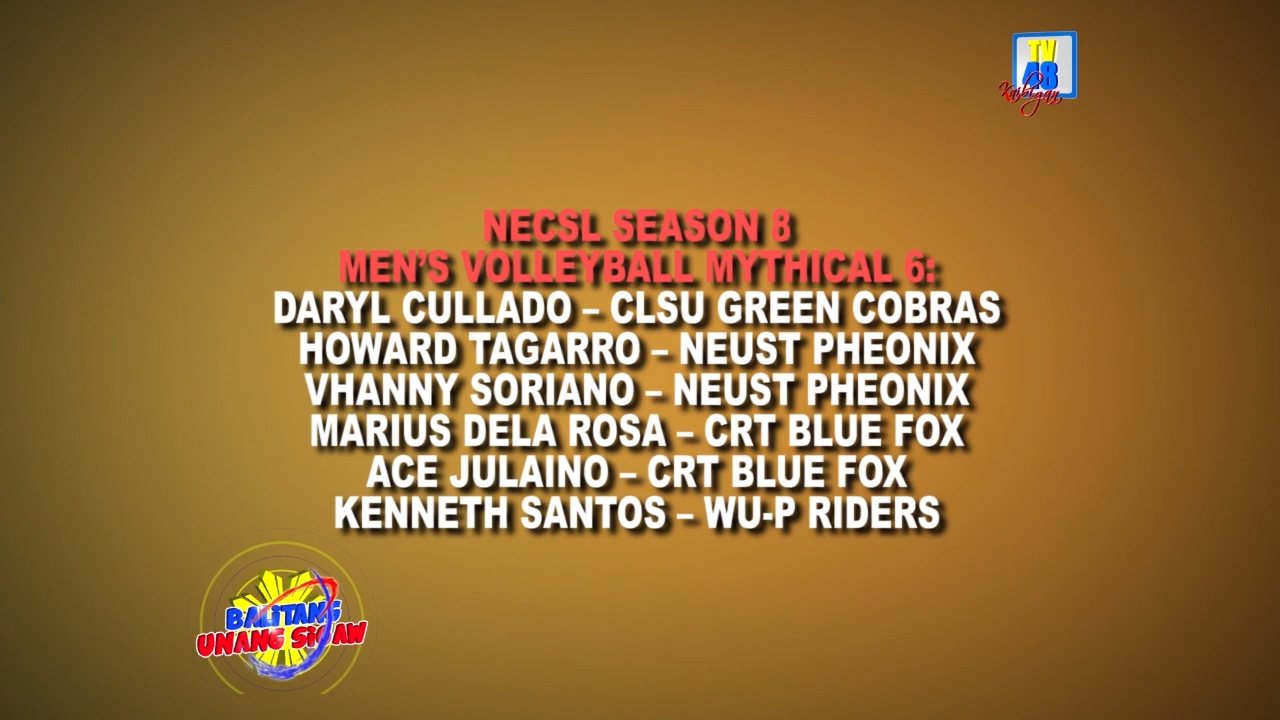 TV
48
Kaibigan
NECSL SEASON 8
MEN’S VOLLEYBALL MYTHICAL 6:
DARYL CULLADO – CLSU GREEN COBRAS
HOWARD TAGARRO – NEUST PHEONIX
VHANNY SORIANO – NEUST PHEONIX
MARIUS DELA ROSA – CRT BLUE FOX
ACE JULAINO – CRT BLUE FOX
KENNETH SANTOS – WU-P RIDERS
BALITANG
UNANG SIGAW